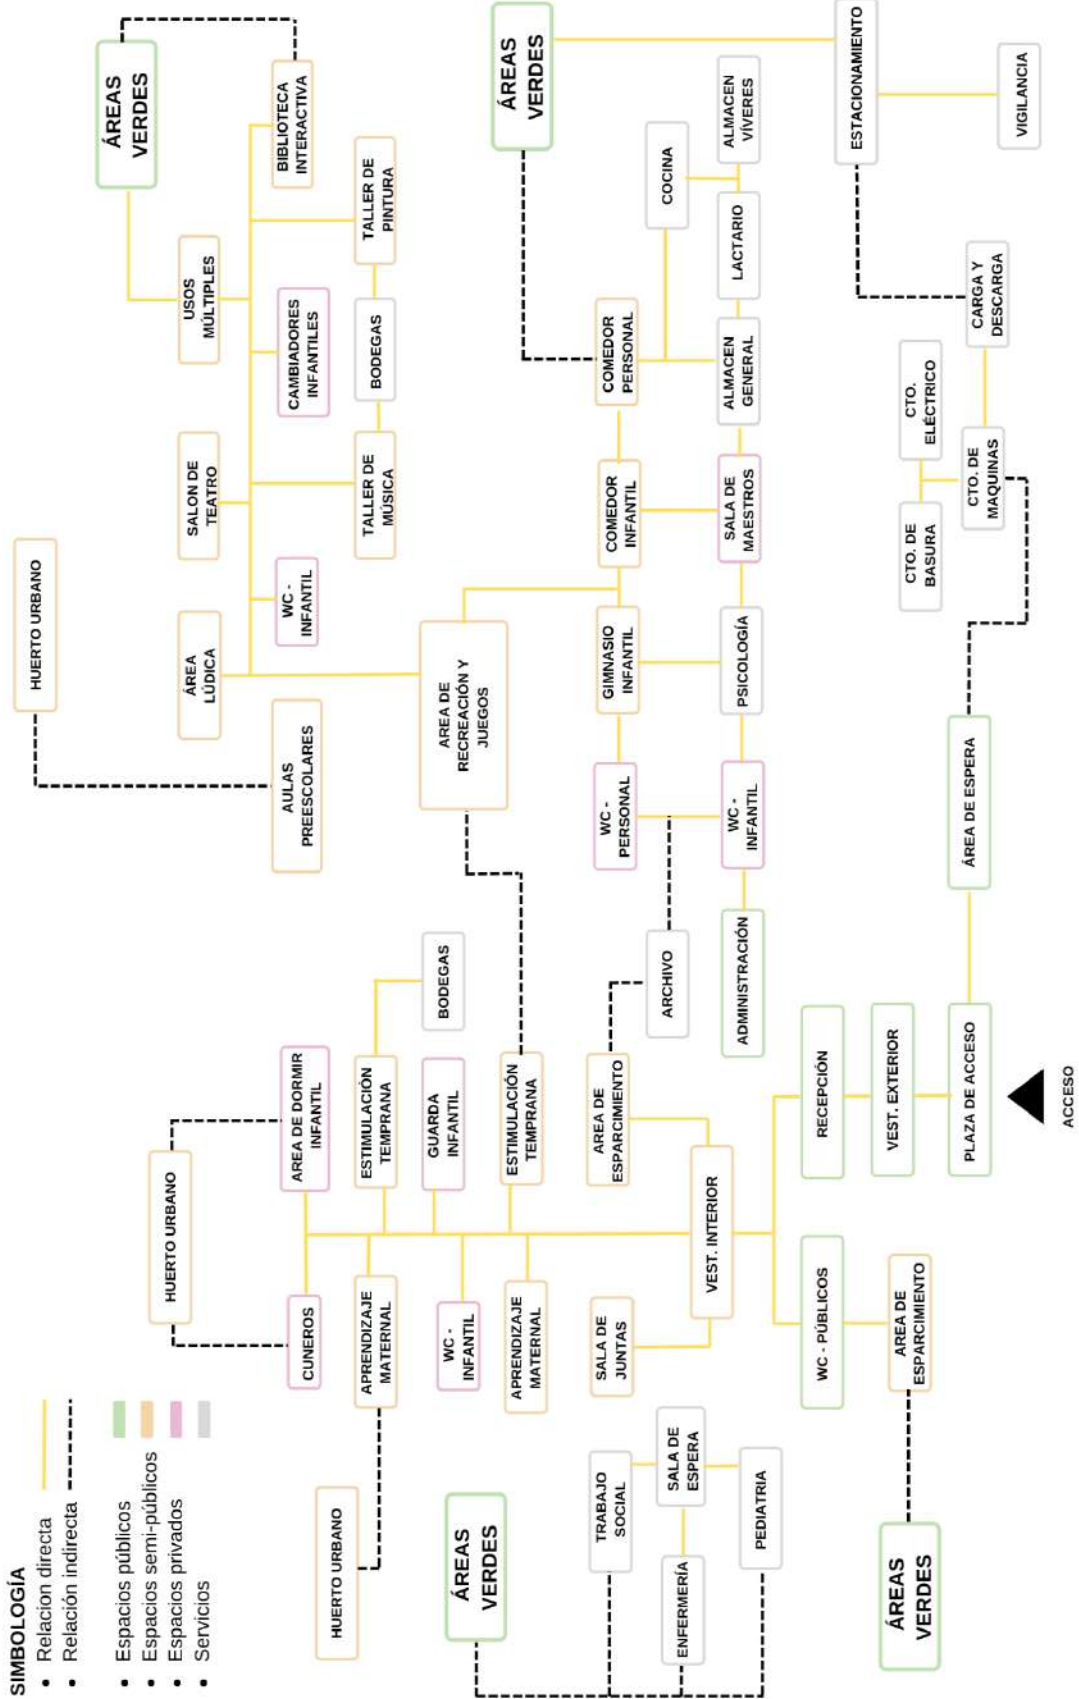 SIMBOLOGÍA
• Relacion directa
• Relación indirecta
• Espacios públicos
• Espacios semi-públicos
• Espacios privados
• Servicios
HUERTO URBANO
CUNEROS
AREA DE DORMIR
INFANTIL
HUERTO URBANO
APRENDIZAJE
MATERNAL
ESTIMULACIÓN
TEMPRANA
BODEGAS
WC -
INFANTIL
GUARDA
INFANTIL
APRENDIZAJE
MATERNAL
ESTIMULACIÓN
TEMPRANA
ÁREAS
VERDES
TRABAJO
SOCIAL
SALA DE
ESPERA
ENFERMERÍA
PEDIATRIA
SALA DE
JUNTAS
AREA DE
ESPARCIMIENTO
ARCHIVO
VEST. INTERIOR
ADMINISTRACIÓN
WC - PÚBLICOS
RECEPCIÓN
AREA DE
ESPARCIMIENTO
VEST. EXTERIOR
ÁREAS
VERDES
PLAZA DE ACCESO
ACCESO
HUERTO URBANO
AULAS
PREESCOLARES
ÁREA
LÚDICA
SALON DE
TEATRO
USOS
MÚLTIPLES
ÁREAS
VERDES
WC -
INFANTIL
CAMBIADORES
INFANTILES
BIBLIOTECA
INTERACTIVA
TALLER DE
MÚSICA
BODEGAS
TALLER DE
PINTURA
AREA DE
RECREACIÓN Y
JUEGOS
ÁREAS
VERDES
WC -
PERSONAL
GIMNASIO
INFANTIL
COMEDOR
INFANTIL
COMEDOR
PERSONAL
COCINA
WC -
INFANTIL
PSICOLOGÍA
SALA DE
MAESTROS
ALMACEN
GENERAL
LACTARIO
ALMACEN
VÍVERES
ESTACIONAMIENTO
VIGILANCIA
CTO. DE
BASURA
CTO.
ELÉCTRICO
CTO. DE
MAQUINAS
CARGA Y
DESCARGA
ÁREA DE ESPERA